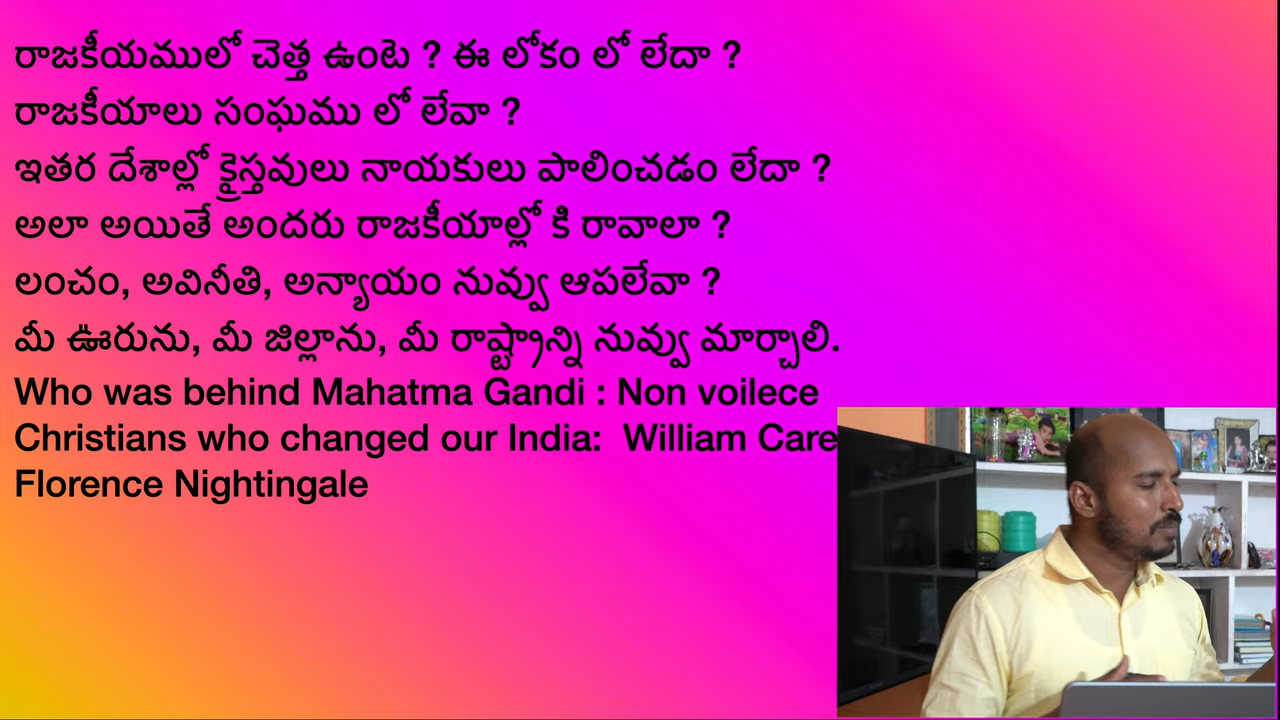 రాజకీయములో చెత్త ఉంటె ? ఈ లోకం లో లేదా ?
రాజకీయాలు సంఘము లో లేవా ?
ఇతర దేశాల్లో క్రైస్తవులు నాయకులు పాలించడం లేదా ?
అలా అయితే అందరు రాజకీయాల్లో కి రావాలా ?
లంచం, అవినీతి, అన్యాయం నువ్వు ఆపలేవా ?
మీ ఊరును, మీ జిల్లాను, మీ రాష్ట్రాన్ని నువ్వు మార్చాలి.
Who was behind Mahatma Gandi : Non voilece
Christians who changed our India:  William Care
Florence Nightingale